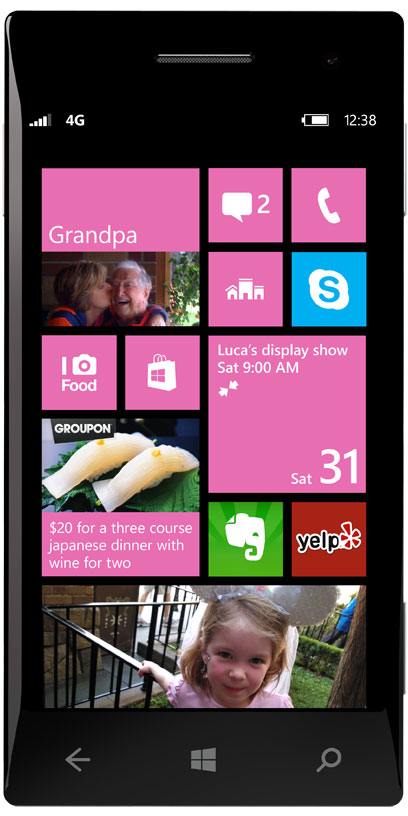 4G
12:38
Grandpa
2
S
I
Food
Luca's display show
Sat 9:00 AM
Sat 31
GROUPON
$20 for a three course
japanese dinner with
wine for two
yelp